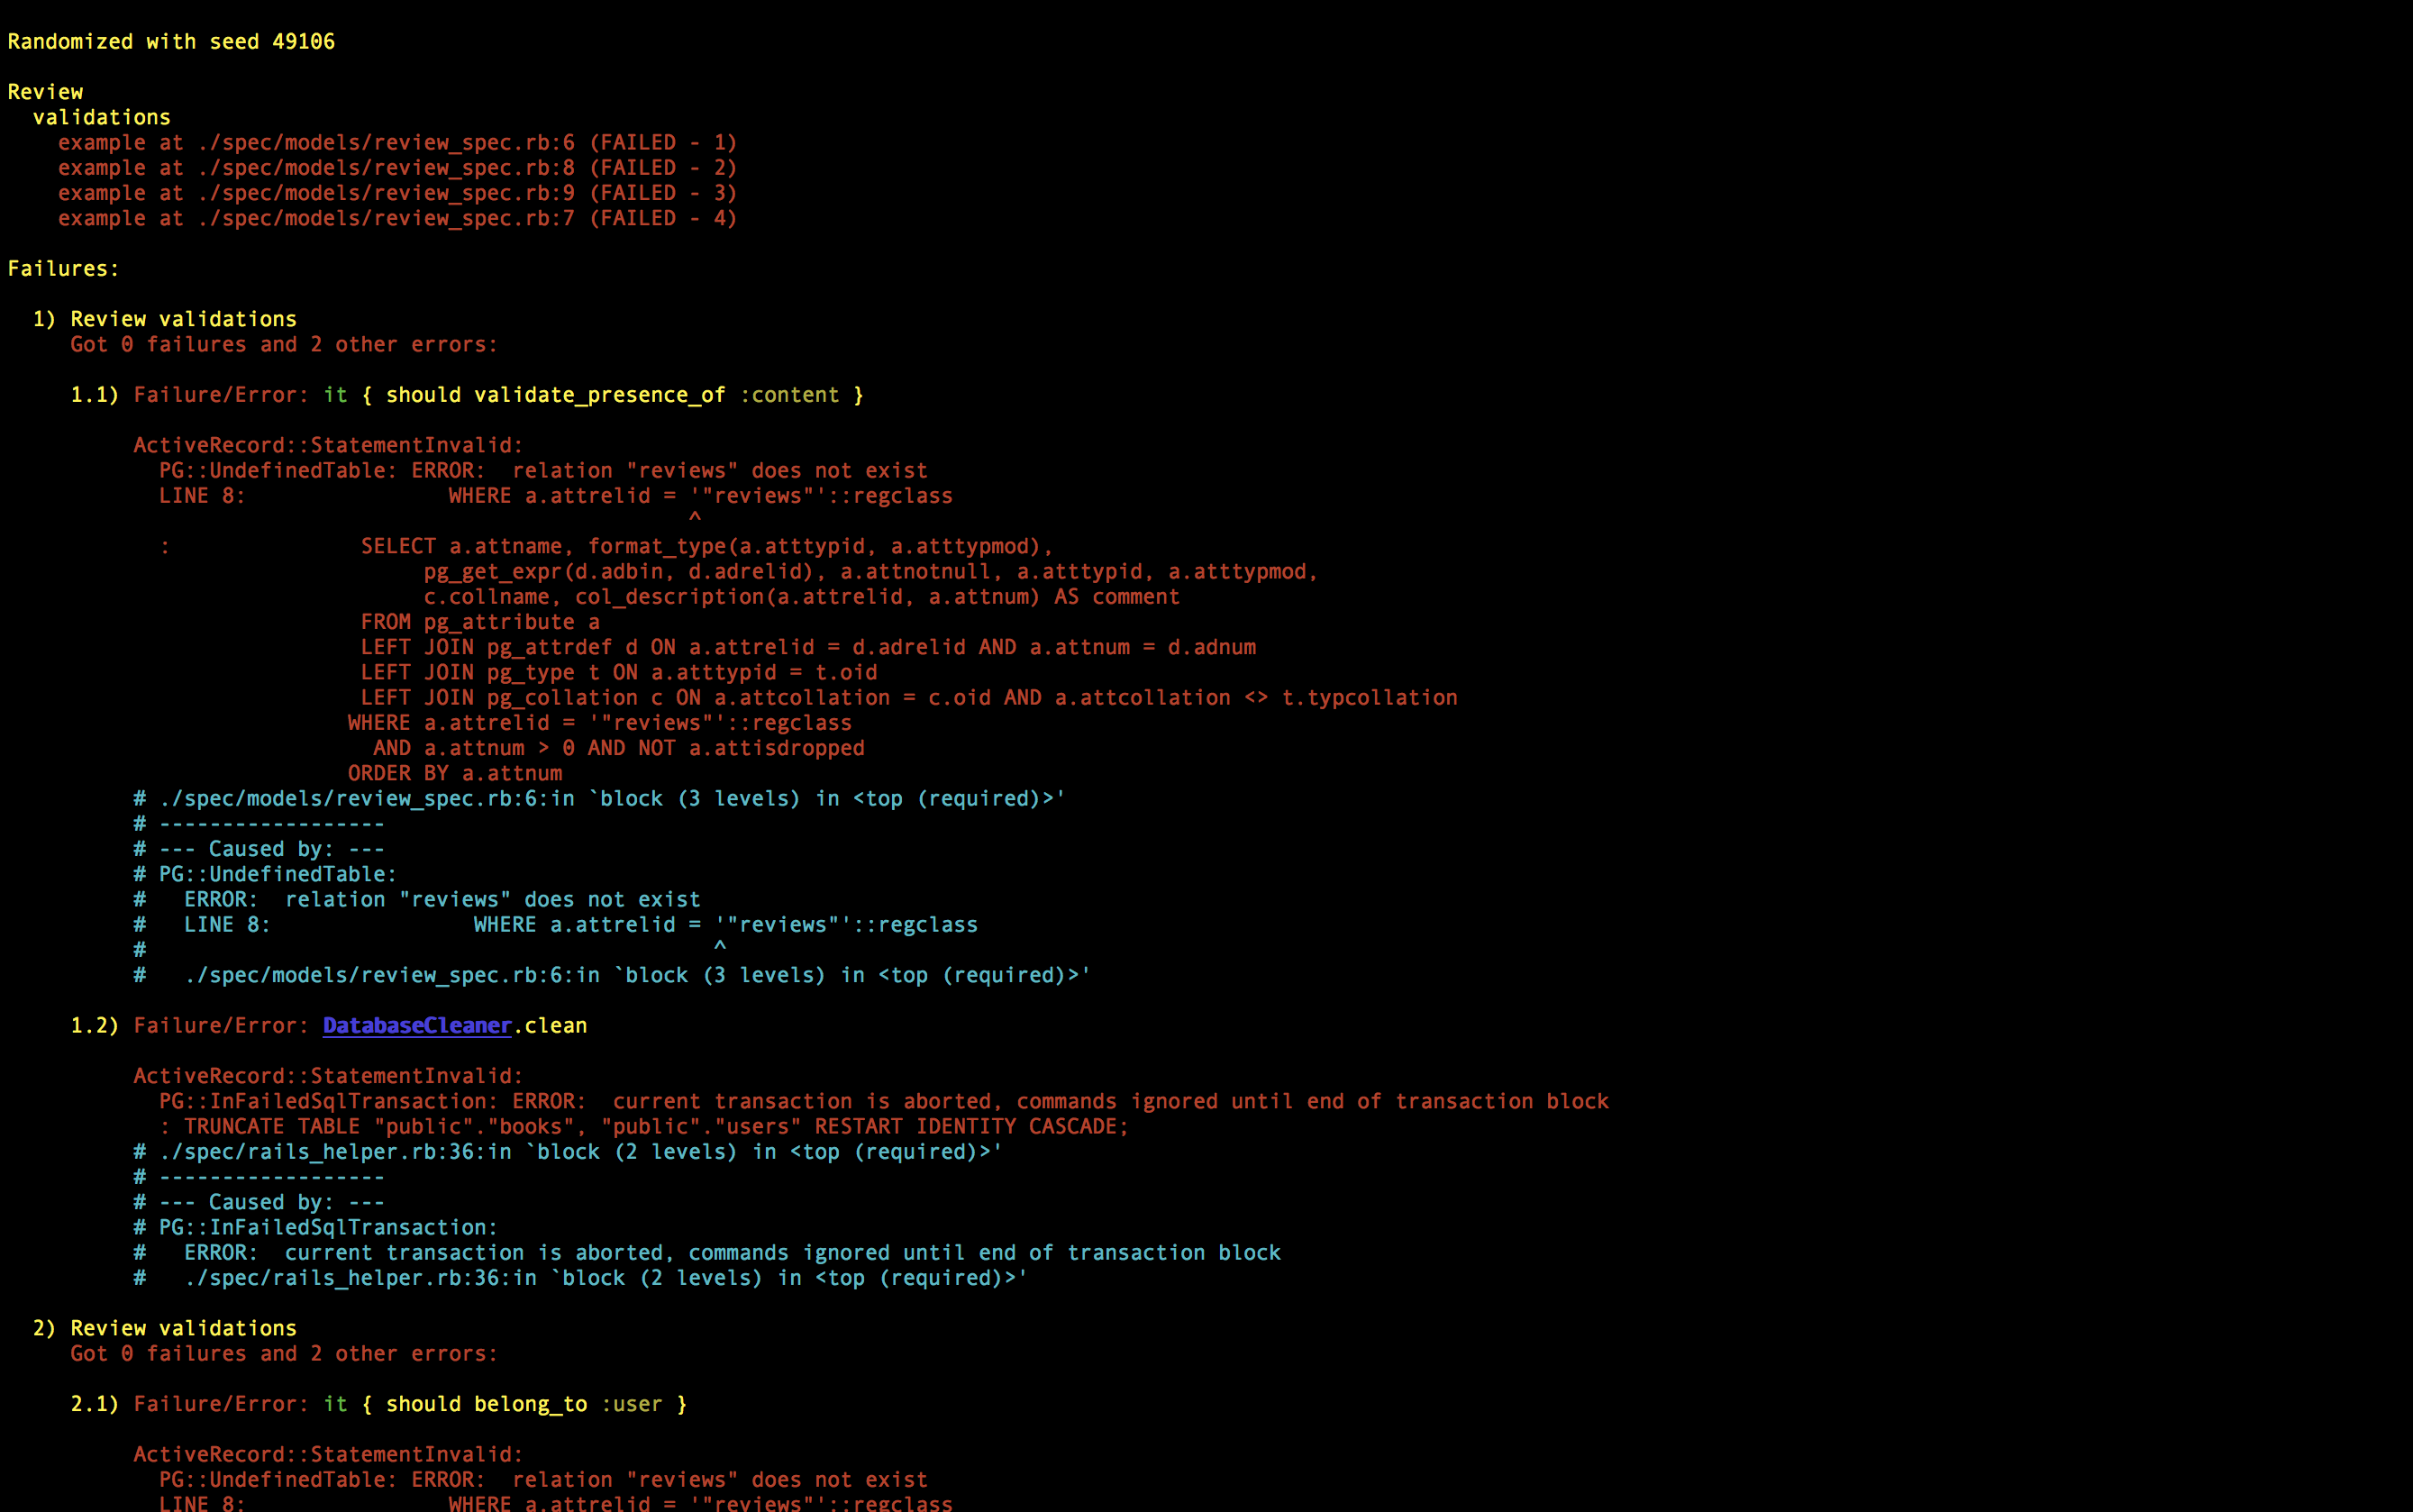 Randomized with seed 49106
Review
validations
example at ./spec/models/review_spec.rb:6 (FAILED - 1)
example at ./spec/models/review_spec.rb:8 (FAILED - 2)
example at ./spec/models/review_spec.rb:9 (FAILED - 3)
example at ./spec/models/review_spec.rb:7 (FAILED - 4)
Failures:
1) Review validations
Got 0 failures and 2 other errors:
1.1) Failure/Error: it { should validate_presence_of :content }
ActiveRecord::StatementInvalid:
PG::UndefinedTable: ERROR:  relation "reviews" does not exist
LINE 8:                WHERE a.attrelid = '"reviews"'::regclass
^
:               SELECT a.attname, format_type(a.atttypid, a.atttypmod),
pg_get_expr(d.adbin, d.adrelid), a.attnotnull, a.atttypid, a.atttypmod,
c.collname, col_description(a.attrelid, a.attnum) AS comment
FROM pg_attribute a
LEFT JOIN pg_attrdef d ON a.attrelid = d.adrelid AND a.attnum = d.adnum
LEFT JOIN pg_type t ON a.atttypid = t.oid
LEFT JOIN pg_collation c ON a.attcollation = c.oid AND a.attcollation <> t.typcollation
WHERE a.attrelid = '"reviews"'::regclass
AND a.attnum > 0 AND NOT a.attisdropped
ORDER BY a.attnum
# ./spec/models/review_spec.rb:6:in `block (3 levels) in <top (required)>'
# ------------------
# --- Caused by: ---
# PG::UndefinedTable:
#   ERROR:  relation "reviews" does not exist
#   LINE 8:                WHERE a.attrelid = '"reviews"'::regclass
#                                             ^
#   ./spec/models/review_spec.rb:6:in `block (3 levels) in <top (required)>'
1.2) Failure/Error: DatabaseCleaner.clean
ActiveRecord::StatementInvalid:
PG::InFailedSqlTransaction: ERROR:  current transaction is aborted, commands ignored until end of transaction block
: TRUNCATE TABLE "public"."books", "public"."users" RESTART IDENTITY CASCADE;
# ./spec/rails_helper.rb:36:in `block (2 levels) in <top (required)>'
# ------------------
# --- Caused by: ---
# PG::InFailedSqlTransaction:
#   ERROR:  current transaction is aborted, commands ignored until end of transaction block
#   ./spec/rails_helper.rb:36:in `block (2 levels) in <top (required)>'
2) Review validations
Got 0 failures and 2 other errors:
2.1) Failure/Error: it { should belong_to :user }
ActiveRecord::StatementInvalid:
PG::UndefinedTable: ERROR:  relation "reviews" does not exist
LINE 8:                WHERE a.attrelid = '"reviews"'::regclass